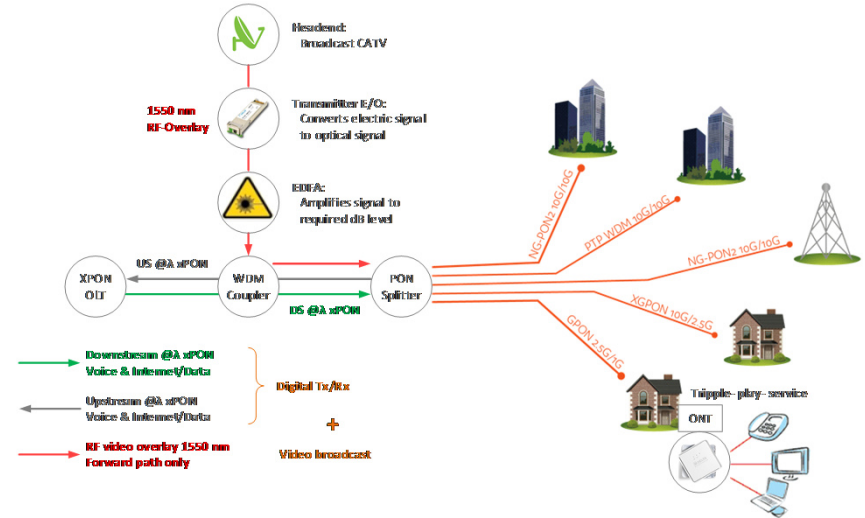 Headend:
Broadcast CATV
1550 nm
RF-Overlay
Transmitter E/O:
Converts electric signal
to optical signal
EDFA:
Amplifies signal to
required dB level
US @λ xPON
XPON
OLT
WDM
Coupler
PON
Splitter
DS @λ xPON
NG-PON2 10G/10G
PTP WDM 10G/10G
NG-PON2 10G/10G
XGPON 10G/2.5G
GPON 2.5G/1G
Downstream @λ xPON
Voice & Internet/Data
Upstream @λ xPON
Voice & Internet/Data
RF video overlay 1550 nm
Forward path only
Digital Tx/Rx
+
Video broadcast
Tripple- play- service
ONT